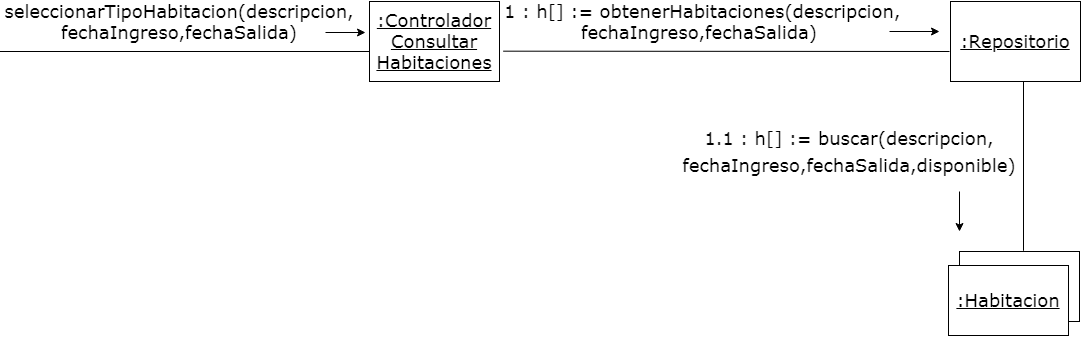 seleccionarTipoHabitacion(descripcion,
fechaIngreso,fechaSalida)
:Controlador
Consultar
Habitaciones
1 : h[] := obtenerHabitaciones(descripcion,
fechaIngreso,fechaSalida)
:Repositorio
1.1 : h[] := buscar(descripcion,
fechaIngreso,fechaSalida,disponible)
:Habitacion